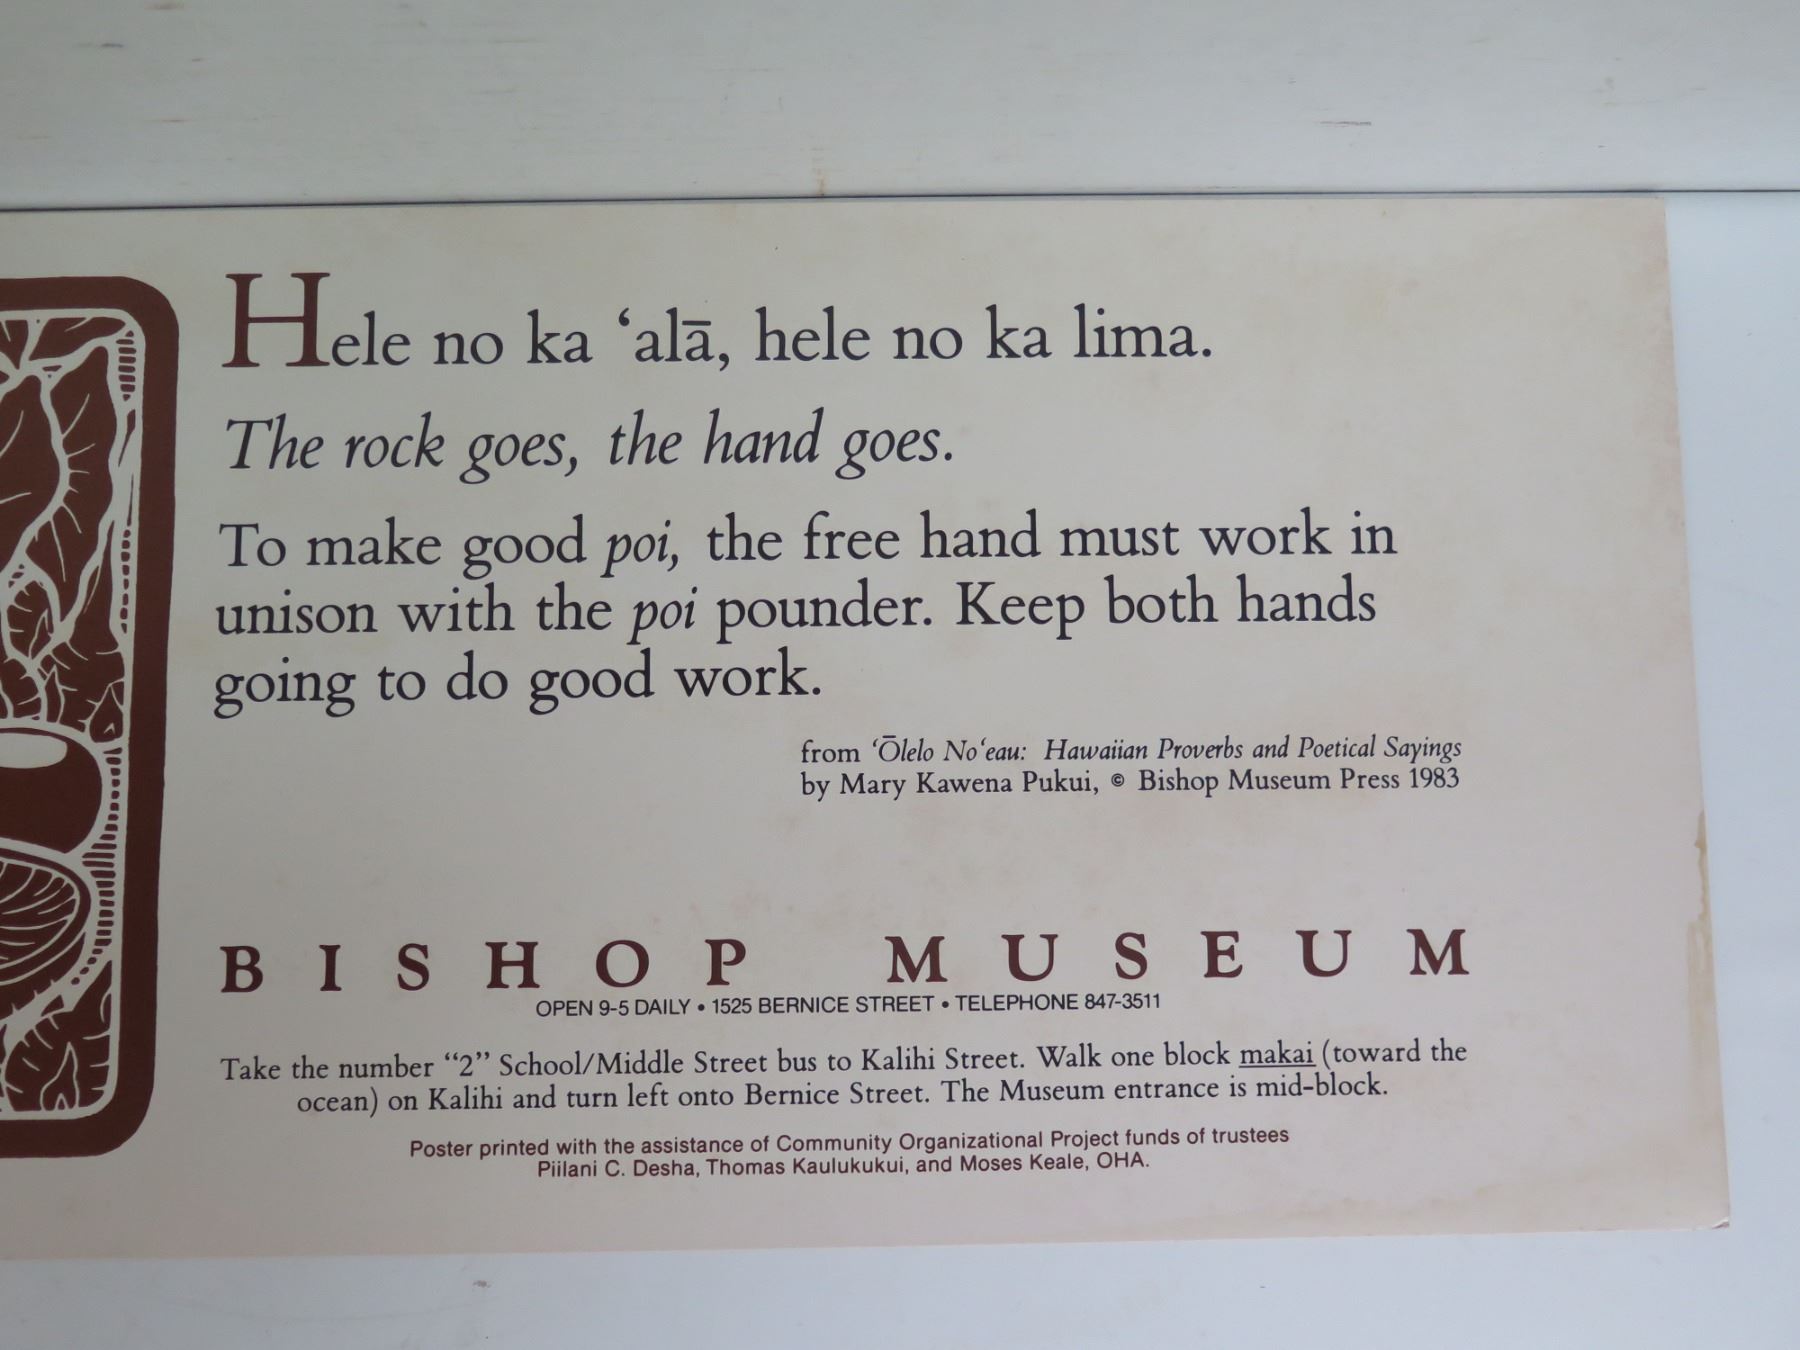 Hele no ka ʻalā, hele no ka lima.
The rock goes, the hand goes.
To make good poi, the free hand must work in
unison with the poi pounder. Keep both hands
going to do good work.
from ʻŌlelo Noʻeau: Hawaiian Proverbs and Poetical Sayings
by Mary Kawena Pukui, © Bishop Museum Press 1983
BISHOP MUSEUM
OPEN 9-5 DAILY • 1525 BERNICE STREET • TELEPHONE 847-3511
Take the number “2” School/Middle Street bus to Kalihi Street. Walk one block makai (toward the
ocean) on Kalihi and turn left onto Bernice Street. The Museum entrance is mid-block.
Poster printed with the assistance of Community Organizational Project funds of trustees
Piilani C. Desha, Thomas Kaulukukui, and Moses Keale, OHA.